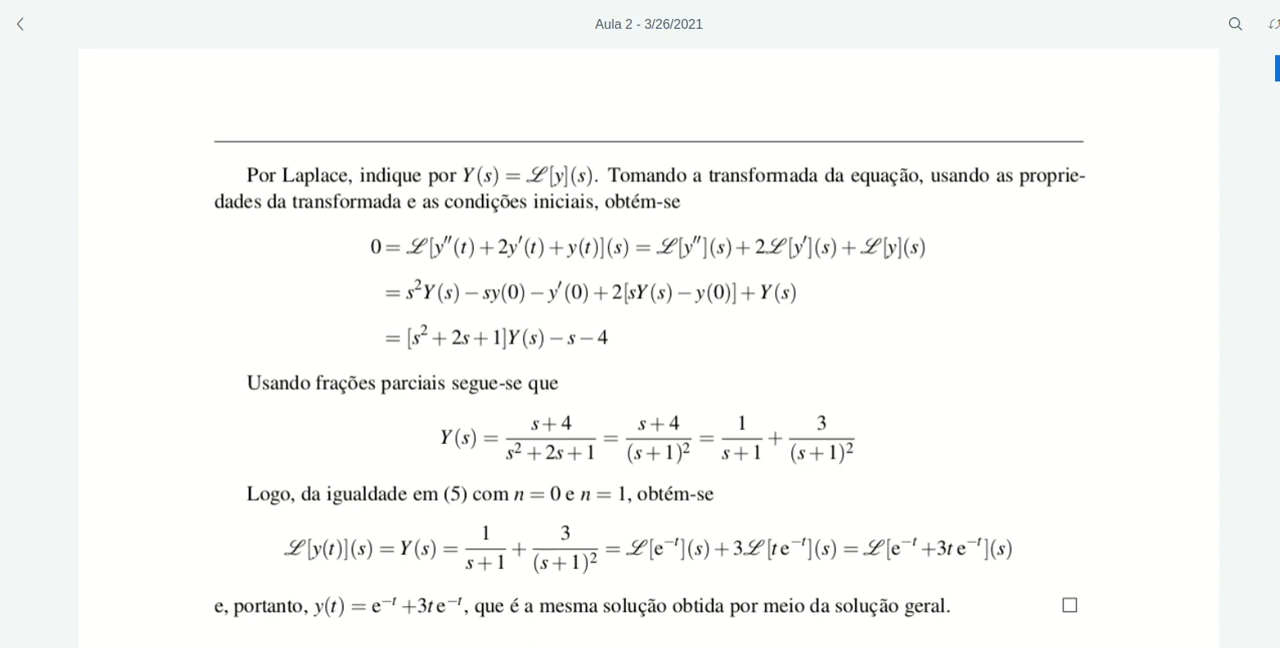 Aula 2 - 3/26/2021
Por Laplace, indique por Y(s) = ℒ[y](s). Tomando a transformada da equação, usando as proprie-
dades da transformada e as condições iniciais, obtém-se
0 = ℒ[y″(t) + 2y′(t) + y(t)](s) = ℒ[y″](s) + 2ℒ[y′](s) + ℒ[y](s)
= s²Y(s) − sy(0) − y′(0) + 2[sY(s) − y(0)] + Y(s)
= [s² + 2s + 1]Y(s) − s − 4
Usando frações parciais segue-se que
Y(s) = (s+4)/(s² + 2s + 1) = (s+4)/((s+1)²) = 1/(s+1) + 3/((s+1)²)
Logo, da igualdade em (5) com n = 0 e n = 1, obtém-se
ℒ[y(t)](s) = Y(s) = 1/(s+1) + 3/((s+1)²) = ℒ[e⁻ᵗ](s) + 3ℒ[t e⁻ᵗ](s) = ℒ[e⁻ᵗ + 3t e⁻ᵗ](s)
e, portanto, y(t) = e⁻ᵗ + 3t e⁻ᵗ, que é a mesma solução obtida por meio da solução geral. □